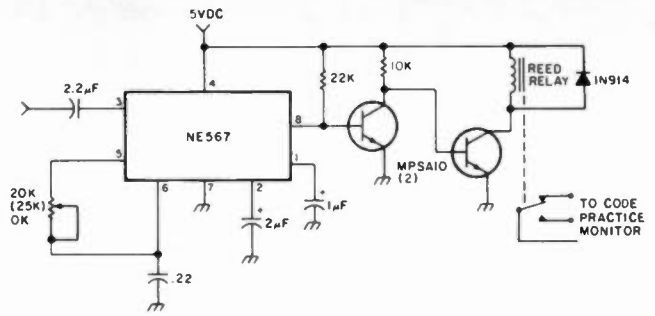 5VDC
2.2µF
3
4
NE567
8
5
6
7
2
1
22K
10K
REED
RELAY
1N914
MPSA10
(2)
20K
(25K)
OK
.22
+
2µF
+
1µF
TO CODE
PRACTICE
MONITOR